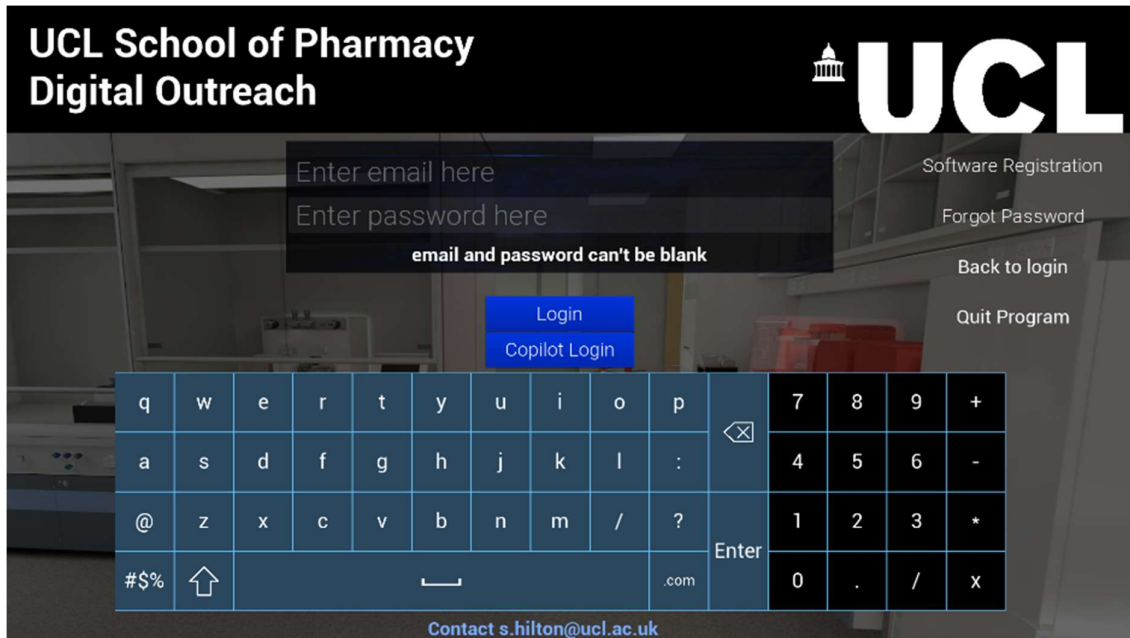 UCL School of Pharmacy
Digital Outreach
UCL
Enter email here
Enter password here
email and password can't be blank
Login
Copilot Login
Software Registration
Forgot Password
Back to login
Quit Program
q w e r t y u i o p 7 8 9 +
a s d f g h j k l : 4 5 6 -
@ z x c v b n m / ? Enter 1 2 3 *
#$% .com 0 . / x
Contact s.hilton@ucl.ac.uk